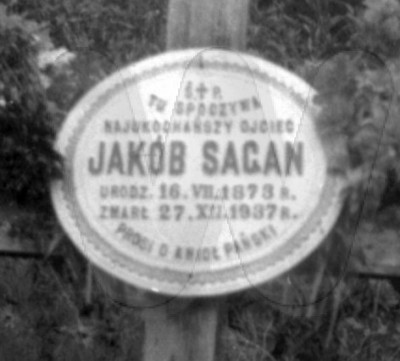 Ś.✝P.
TU SPOCZYWA
NAJUKOCHAŃSZY OJCIEC
JAKÓB SAGAN
URODZ. 16. VII. 1873 R.
ZMARŁ 27. XII. 1937 R.
PROSI O ANIOŁ PAŃSKI